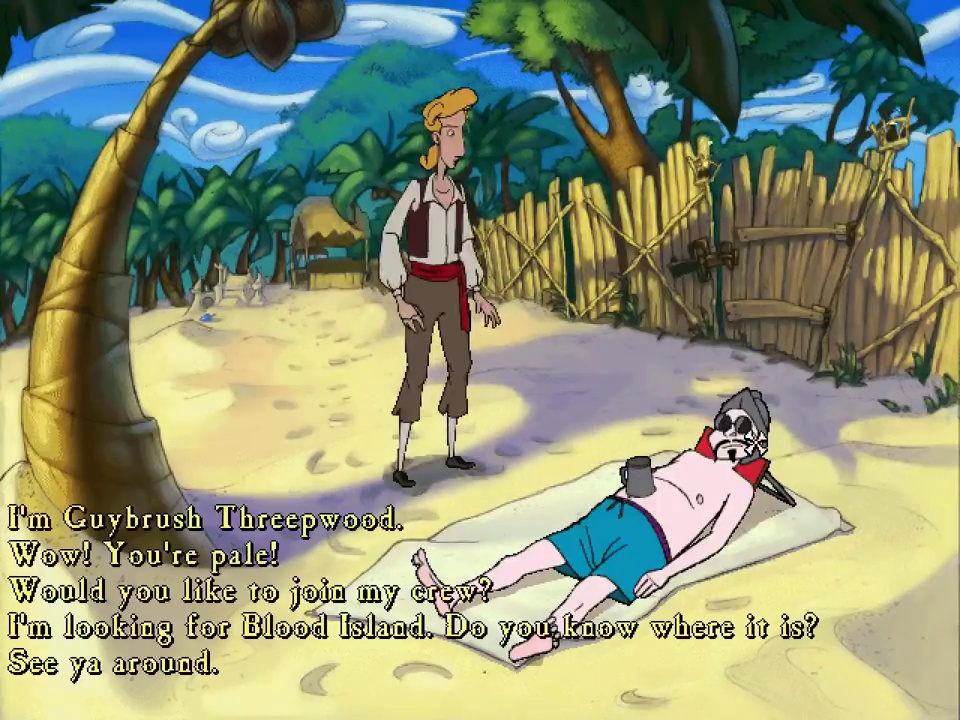 I'm Guybrush Threepwood.
Wow! You're pale!
Would you like to join my crew?
I'm looking for Blood Island. Do you know where it is?
See ya around.